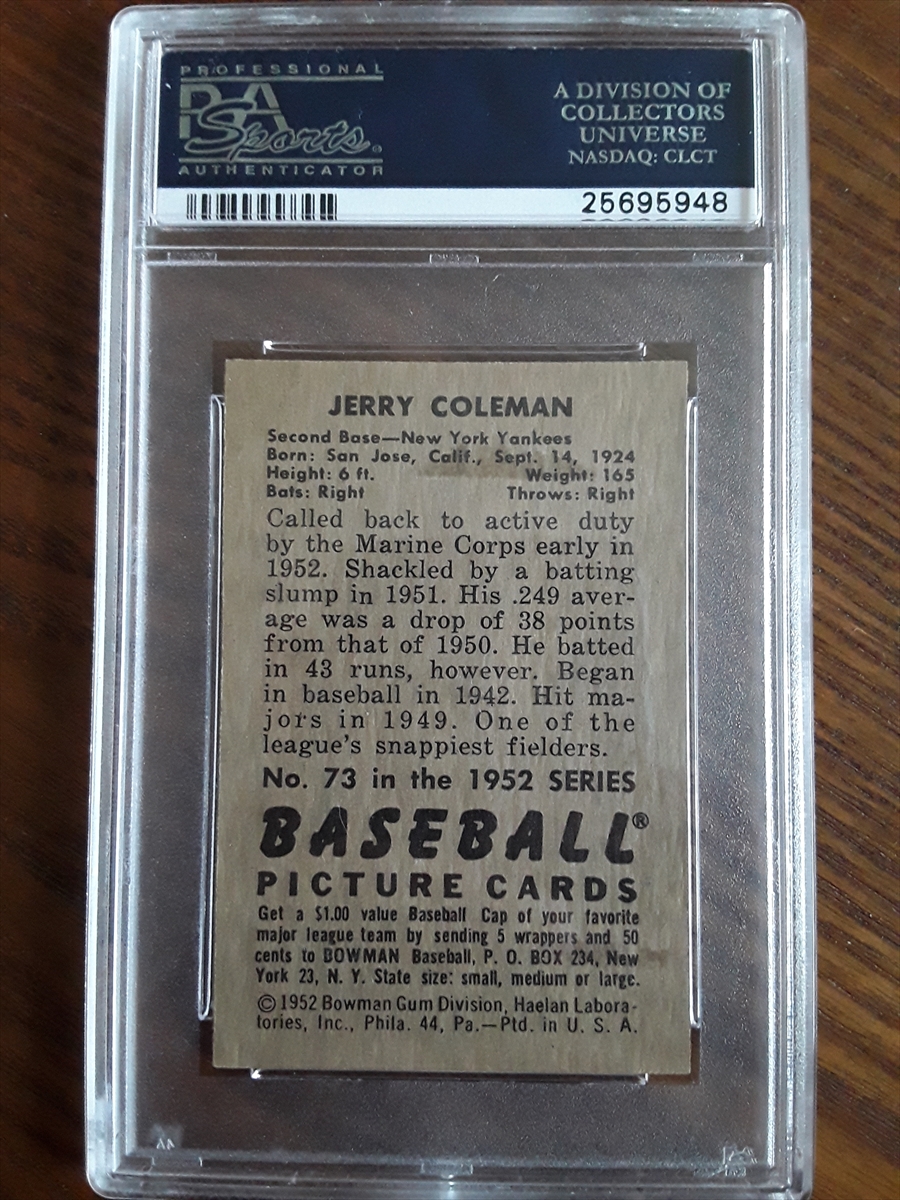 PROFESSIONAL
PSA
Sports®
AUTHENTICATOR
A DIVISION OF
COLLECTORS
UNIVERSE
NASDAQ: CLCT
25695948
JERRY COLEMAN
Second Base—New York Yankees
Born: San Jose, Calif., Sept. 14, 1924
Height: 6 ft. Weight: 165
Bats: Right Throws: Right
Called back to active duty
by the Marine Corps early in
1952. Shackled by a batting
slump in 1951. His .249 aver-
age was a drop of 38 points
from that of 1950. He batted
in 43 runs, however. Began
in baseball in 1942. Hit ma-
jors in 1949. One of the
league's snappiest fielders.
No. 73 in the 1952 SERIES
BASEBALL®
PICTURE CARDS
Get a $1.00 value Baseball Cap of your favorite
major league team by sending 5 wrappers and 50
cents to BOWMAN Baseball, P. O. BOX 234, New
York 23, N. Y. State size: small, medium or large.
© 1952 Bowman Gum Division, Haelan Labora-
tories, Inc., Phila. 44, Pa.—Ptd. in U. S. A.